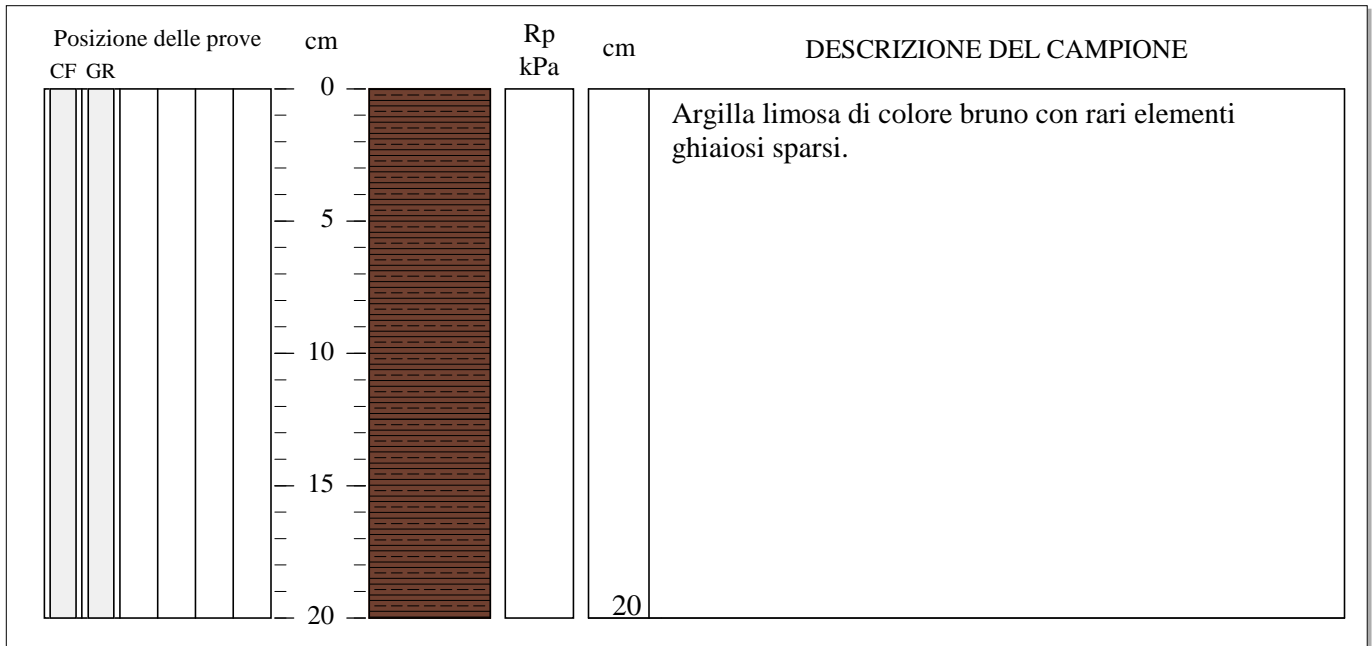 Posizione delle prove
CF GR
cm
Rp
kPa
cm
DESCRIZIONE DEL CAMPIONE
0
5
10
15
20
20
Argilla limosa di colore bruno con rari elementi
ghiaiosi sparsi.